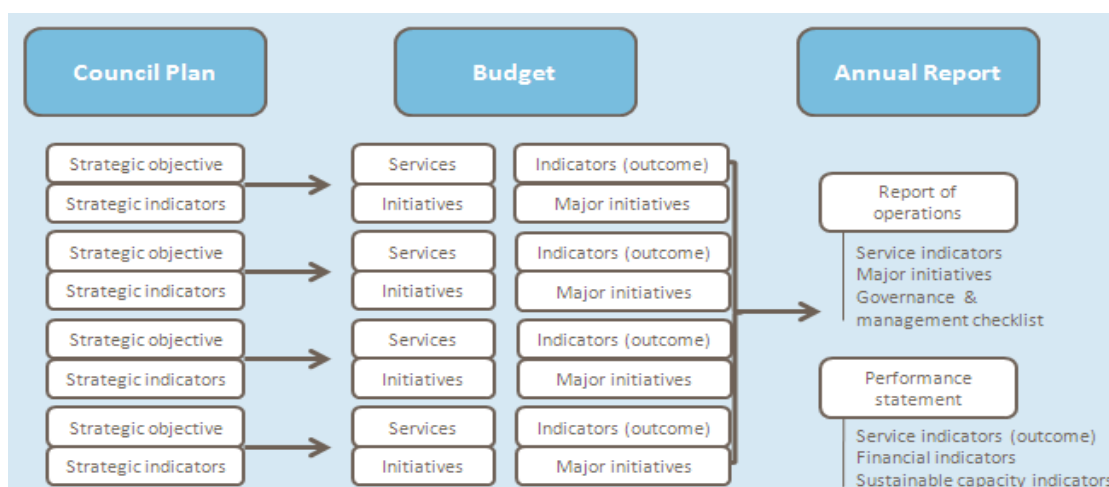 Council Plan
Budget
Annual Report
Strategic objective
Strategic indicators
Services
Initiatives
Indicators (outcome)
Major initiatives
Strategic objective
Strategic indicators
Services
Initiatives
Indicators (outcome)
Major initiatives
Strategic objective
Strategic indicators
Services
Initiatives
Indicators (outcome)
Major initiatives
Strategic objective
Strategic indicators
Services
Initiatives
Indicators (outcome)
Major initiatives
Report of
operations
Service indicators
Major initiatives
Governance &
management checklist
Performance
statement
Service indicators (outcome)
Financial indicators
Sustainable capacity indicators